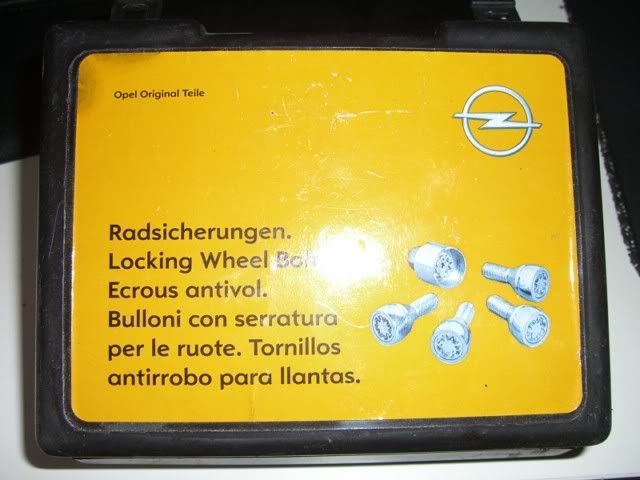 Opel Original Teile
Radsicherungen.
Locking Wheel
Ecrous antivol.
Bulloni con serratura
per le ruote. Tornillos
antirrobo para llantas.